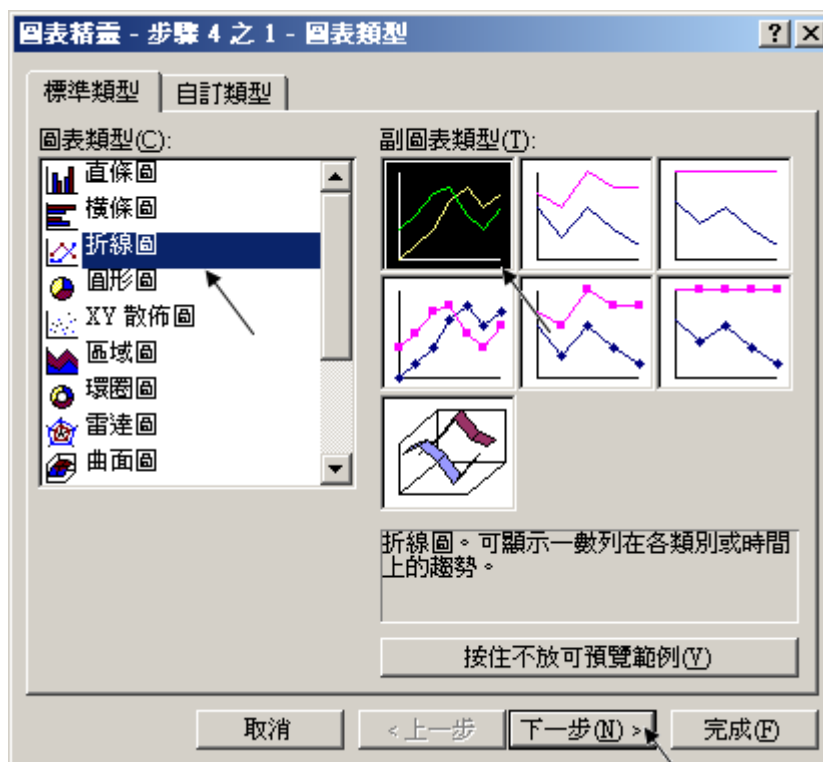 圖表精靈 - 步驟 4 之 1 - 圖表類型
標準類型
自訂類型
圖表類型(C):
直條圖
橫條圖
折線圖
圓形圖
XY 散佈圖
區域圖
環圈圖
雷達圖
曲面圖
副圖表類型(T):
折線圖。可顯示一數列在各類別或時間
上的趨勢。
按住不放可預覽範例(V)
取消
< 上一步
下一步(N) >
完成(F)